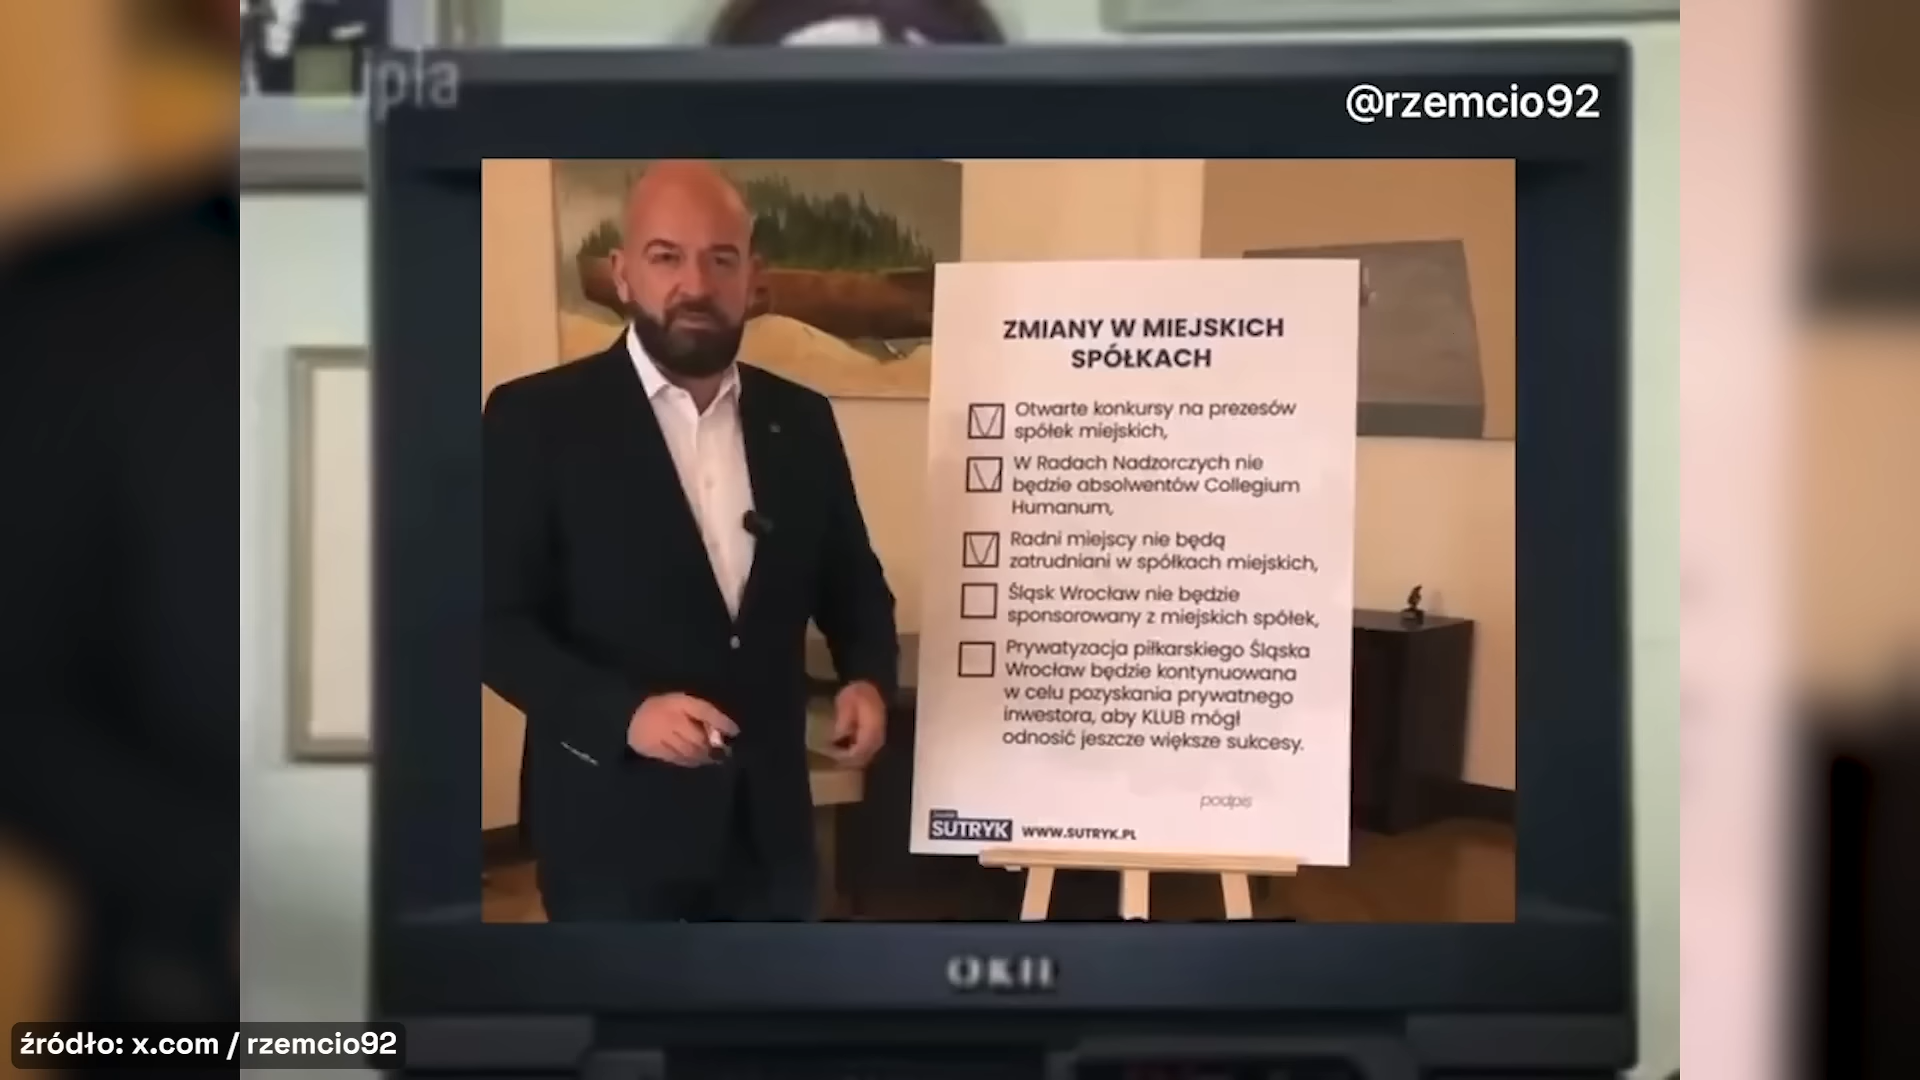 ipla
@rzemcio92
ZMIANY W MIEJSKICH
SPÓŁKACH
Otwarte konkursy na prezesów
spółek miejskich,
W Radach Nadzorczych nie
będzie absolwentów Collegium
Humanum,
Radni miejscy nie będą
zatrudniani w spółkach miejskich,
Śląsk Wrocław nie będzie
sponsorowany z miejskich spółek,
Prywatyzacja piłkarskiego Śląska
Wrocław będzie kontynuowana
w celu pozyskania prywatnego
inwestora, aby KLUB mógł
odnosić jeszcze większe sukcesy.
podpis
SUTRYK WWW.SUTRYK.PL
źródło: x.com / rzemcio92